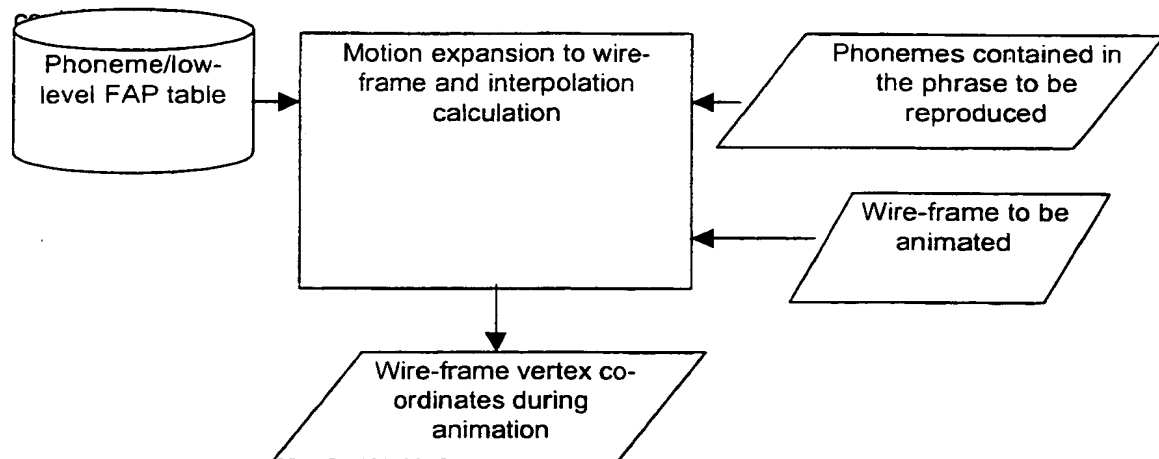 Phoneme/low-
level FAP table
Motion expansion to wire-
frame and interpolation
calculation
Phonemes contained in
the phrase to be
reproduced
Wire-frame to be
animated
Wire-frame vertex co-
ordinates during
animation